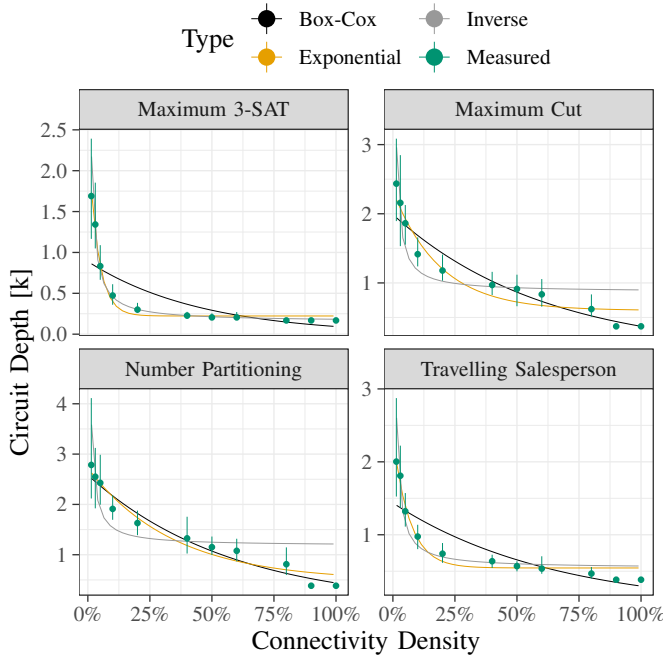 Type
Box-Cox
Inverse
Exponential
Measured
Maximum 3-SAT
Maximum Cut
2.5
2.0
1.5
1.0
0.5
0.0
3
2
1
Number Partitioning
Travelling Salesperson
4
3
2
1
3
2
1
0% 25% 50% 75% 100%
0% 25% 50% 75% 100%
Circuit Depth [k]
Connectivity Density